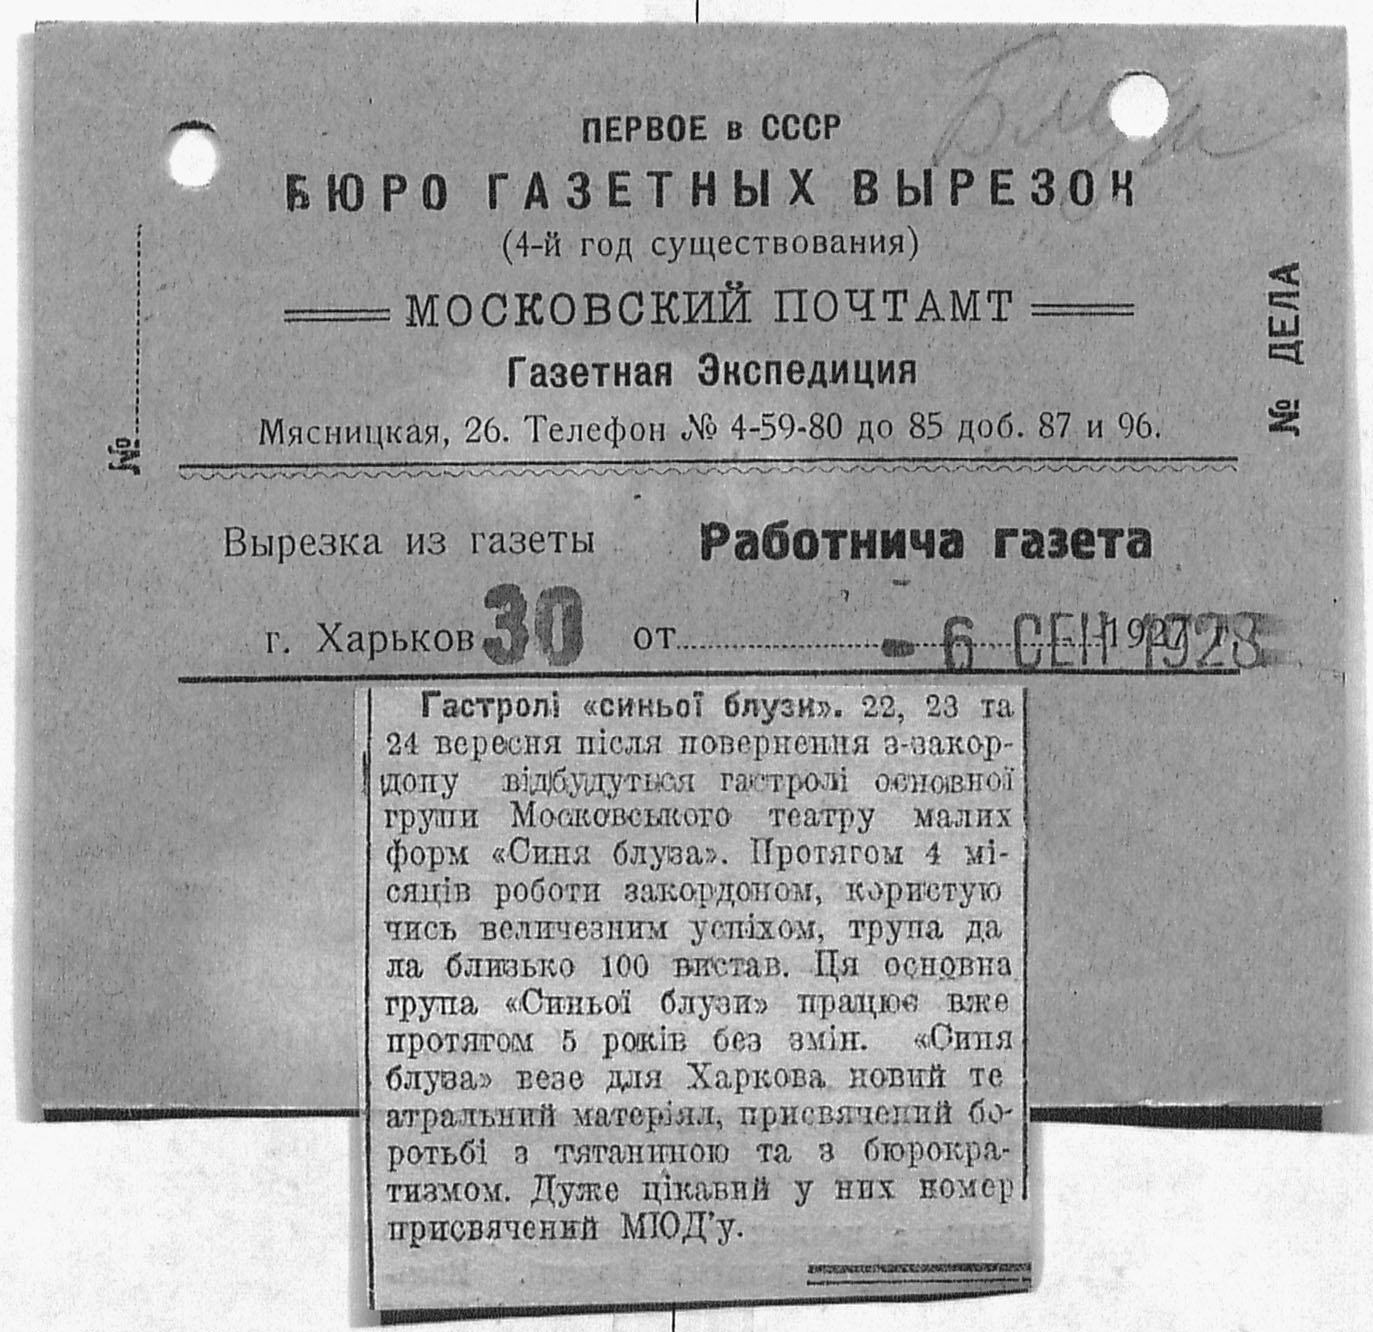 Блуза
ПЕРВОЕ в СССР
БЮРО ГАЗЕТНЫХ ВЫРЕЗОК
(4-й год существования)
МОСКОВСКИЙ ПОЧТАМТ
Газетная Экспедиция
Мясницкая, 26. Телефон № 4-59-80 до 85 доб. 87 и 96.
№
№ ДЕЛА
Вырезка из газеты Работнича газета
г. Харьков 30 от - 6 СЕН 1928 1927 г.
Гастролі «синьої блузи». 22, 23 та
24 вересня після повернення з-закор-
дону відбудуться гастролі основної
групи Московського театру малих
форм «Синя блуза». Протягом 4 мі-
сяців роботи закордоном, користую
чись величезним успіхом, трупа да
ла близько 100 вистав. Ця основна
група «Синьої блузи» працює вже
протягом 5 років без змін. «Синя
блуза» везе для Харкова новий те
атральний матеріял, присвячений бо-
ротьбі з тятаниною та з бюрокра-
тизмом. Дуже цікавий у них номер
присвячений МЮД'у.